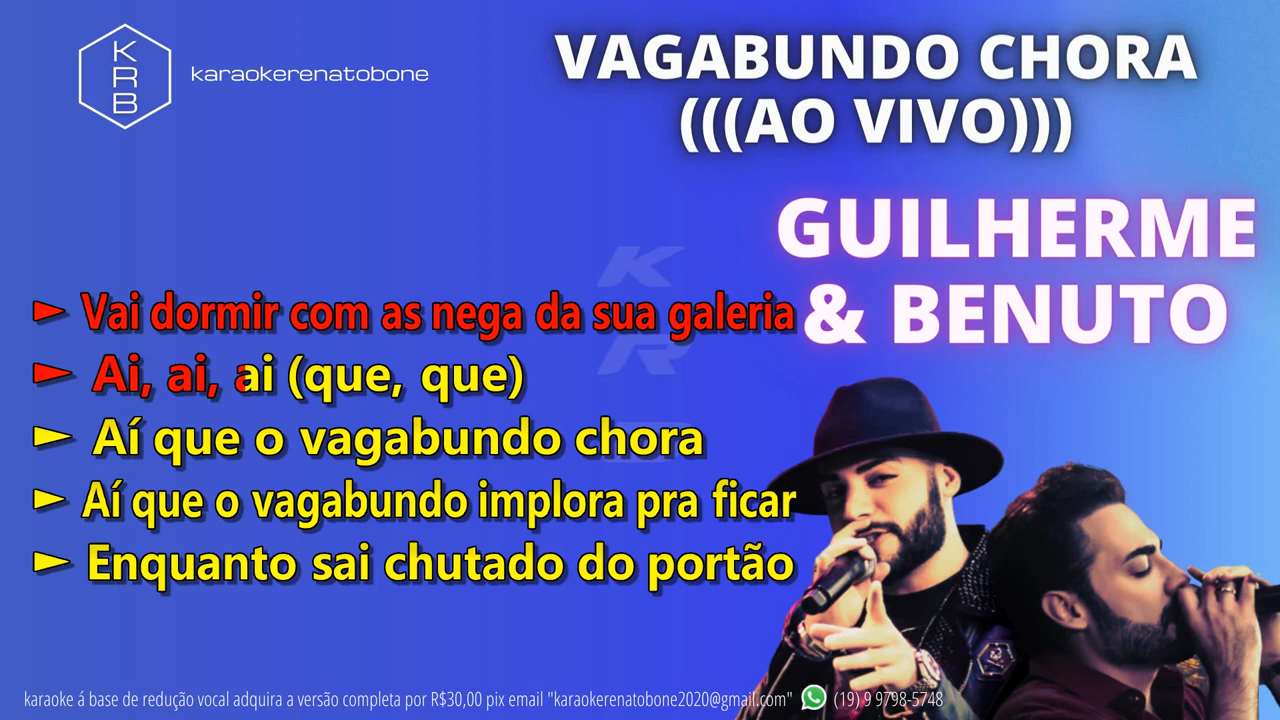 KRB
karaokerenatobone
VAGABUNDO CHORA
(((AO VIVO)))
GUILHERME
& BENUTO
► Vai dormir com as nega da sua galeria
► Ai, ai, ai (que, que)
► Aí que o vagabundo chora
► Aí que o vagabundo implora pra ficar
► Enquanto sai chutado do portão
karaoke á base de redução vocal adquira a versão completa por R$30,00 pix email "karaokerenatobone2020@gmail.com" (19) 9 9798-5748